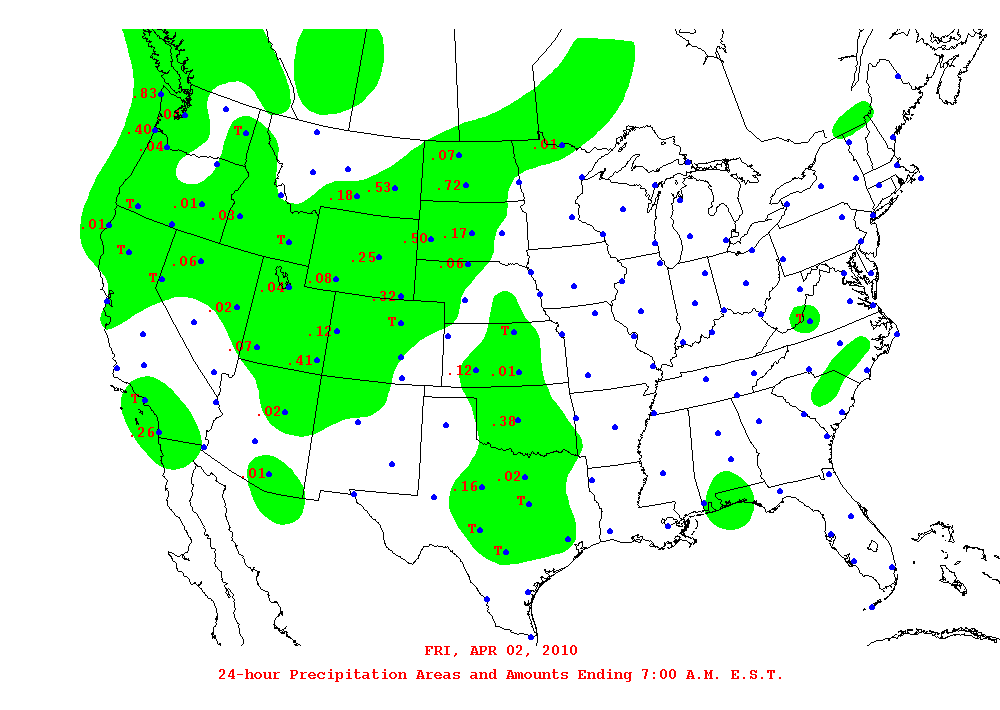 .83
.04
.40
T
.04
.01
.07
.53
.72
.18
T
.01
.03
.01
.17
.50
T
T
.25
.06
.06
T
.08
.04
.32
.02
T
.12
T
.07
.41
.12
.01
T
.02
.38
.26
.01
.02
.16
T
T
T
T
FRI, APR 02, 2010
24-hour Precipitation Areas and Amounts Ending 7:00 A.M. E.S.T.